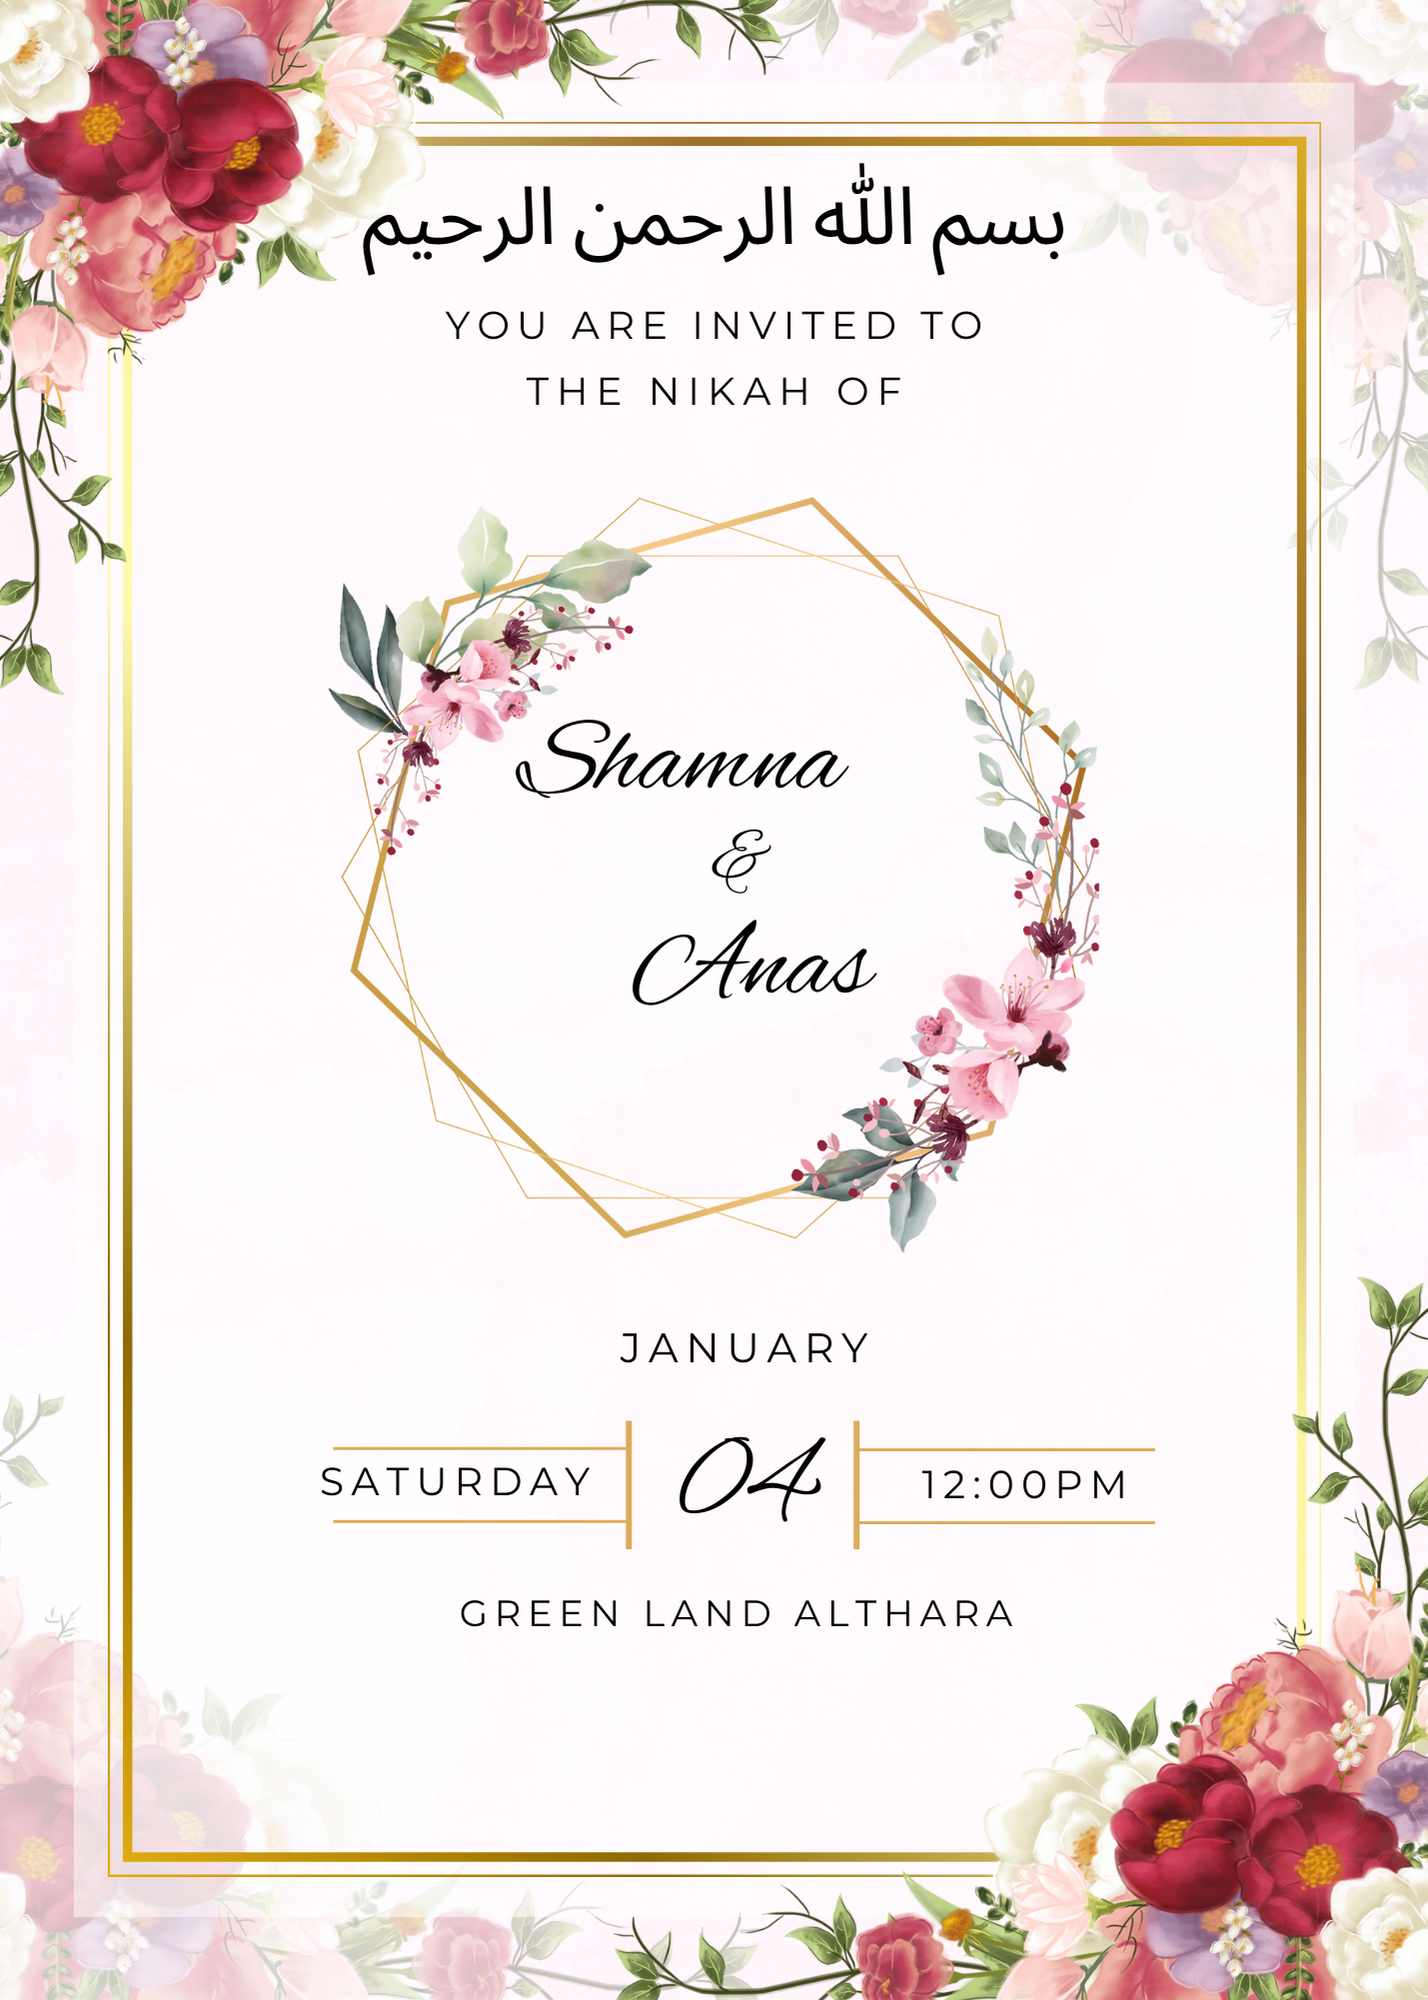 بسم الله الرحمن الرحيم
YOU ARE INVITED TO
THE NIKAH OF
Shamna
&
Anas
JANUARY
SATURDAY 04 12:00PM
GREEN LAND ALTHARA